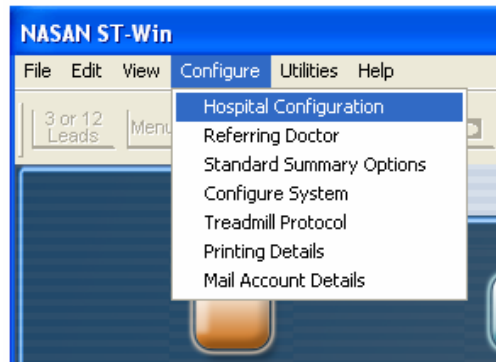 NASAN ST-Win
File Edit View Configure Utilities Help
3 or 12
Leads
Menu
Hospital Configuration
Referring Doctor
Standard Summary Options
Configure System
Treadmill Protocol
Printing Details
Mail Account Details